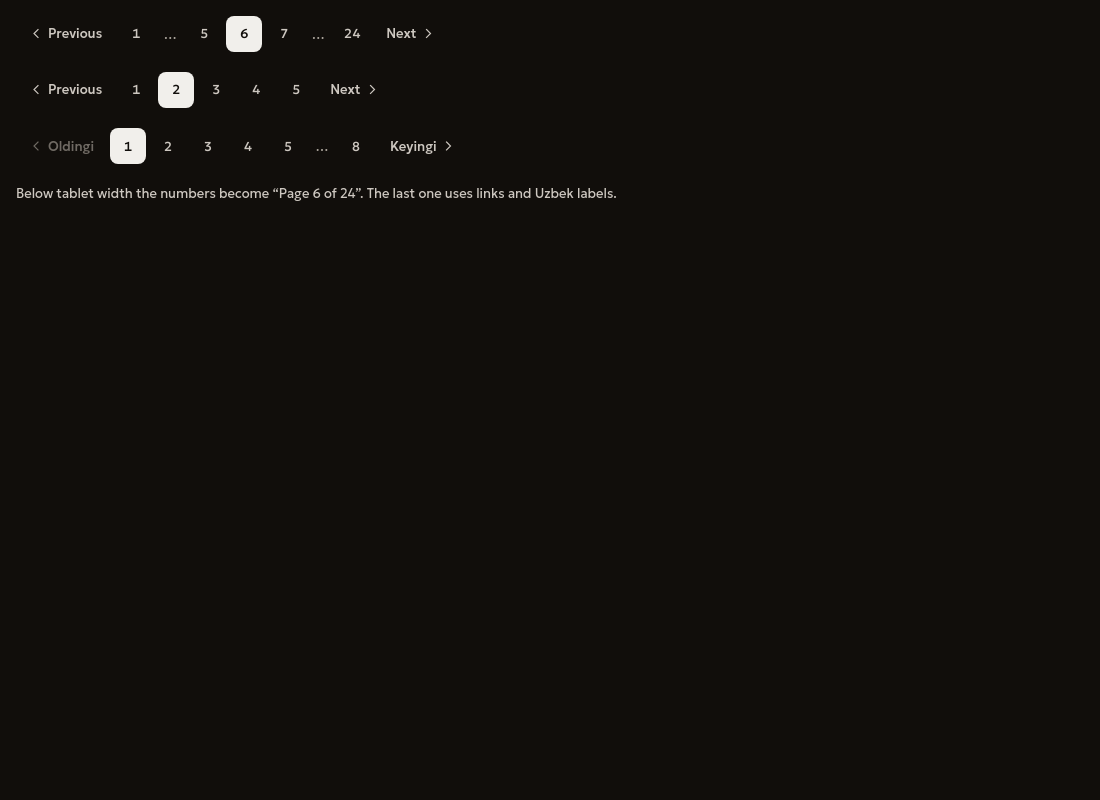 Previous 1 … 5 6 7 … 24 Next
Previous 1 2 3 4 5 Next
Oldingi 1 2 3 4 5 … 8 Keyingi
Below tablet width the numbers become “Page 6 of 24”. The last one uses links and Uzbek labels.